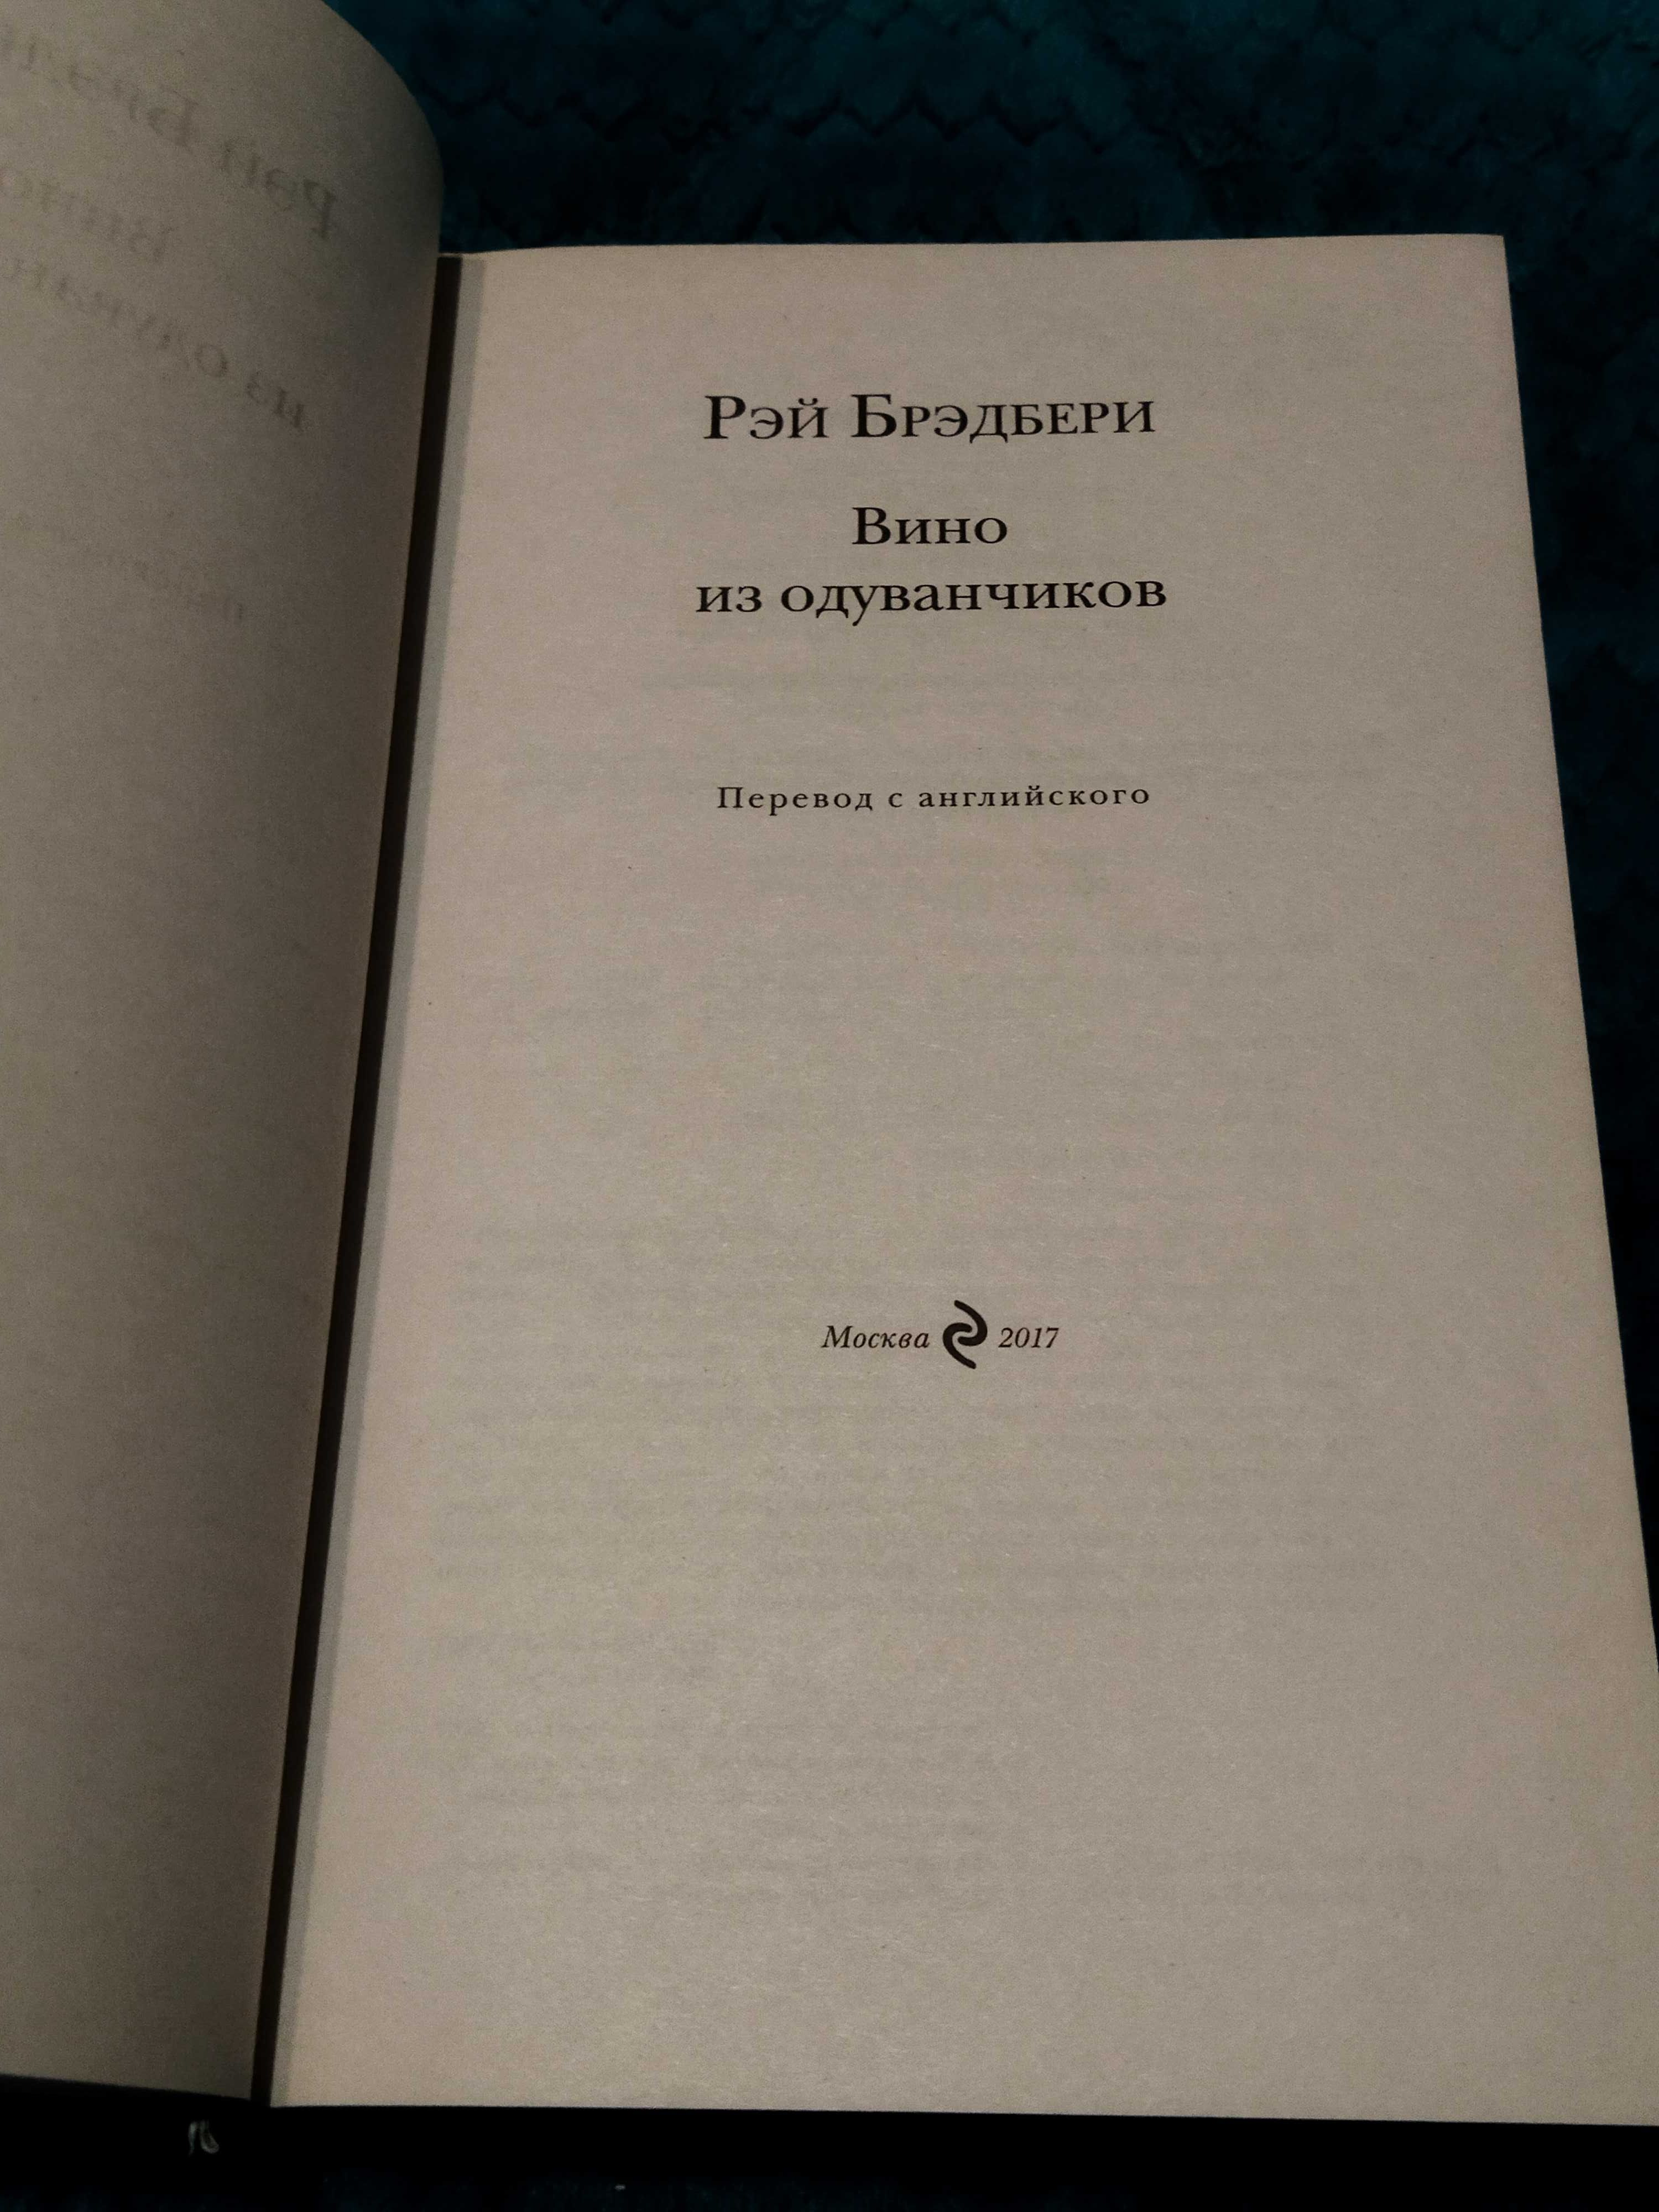 Рэй Брэдбери
Вино
из одуванчиков
Перевод с английского
Москва 2017